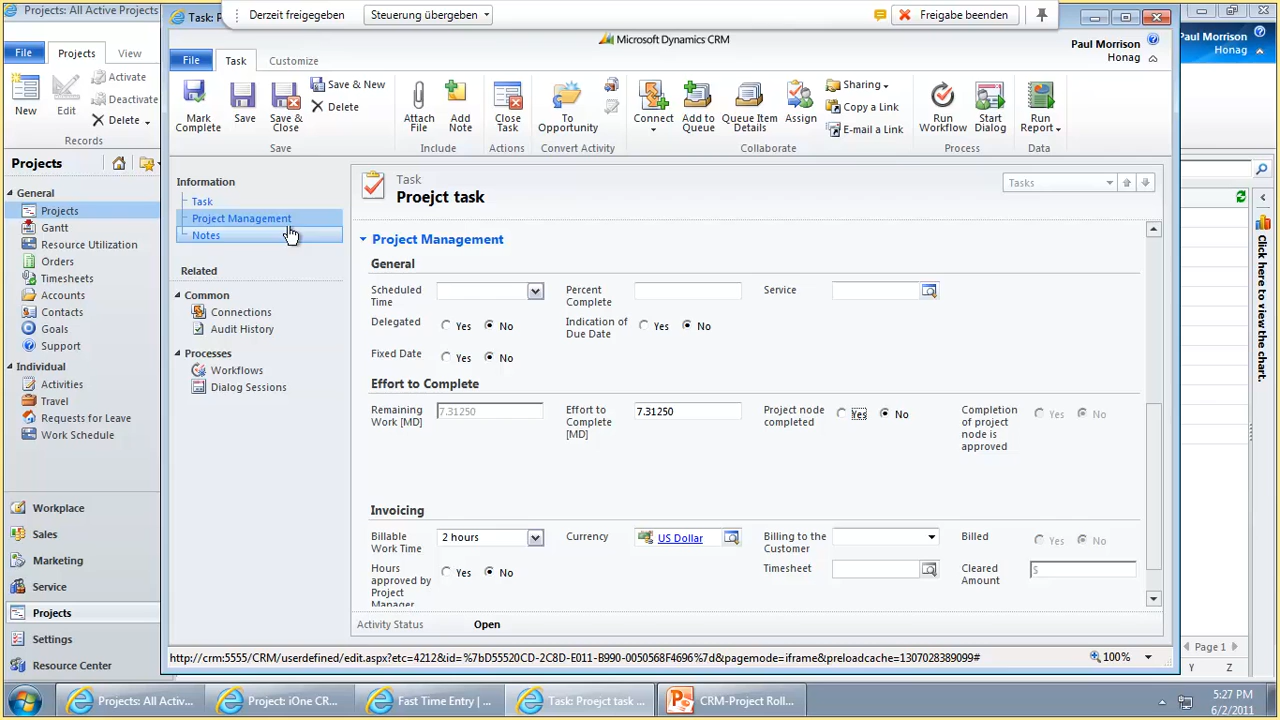 Projects: All Active Projects
Task: P
Derzeit freigegeben
Steuerung übergeben
Freigabe beenden
Microsoft Dynamics CRM
Paul Morrison
Honag
Paul Morrison
Honag
File
Projects
View
New
Edit
Activate
Deactivate
Delete
Records
File
Task
Customize
Mark Complete
Save
Save & Close
Save & New
Delete
Save
Attach File
Add Note
Include
Close Task
Actions
To Opportunity
Convert Activity
Connect
Add to Queue
Queue Item Details
Assign
Sharing
Copy a Link
E-mail a Link
Collaborate
Run Workflow
Start Dialog
Process
Run Report
Data
Projects
General
Projects
Gantt
Resource Utilization
Orders
Timesheets
Accounts
Contacts
Goals
Support
Individual
Activities
Travel
Requests for Leave
Work Schedule
Workplace
Sales
Marketing
Service
Projects
Settings
Resource Center
Information
Task
Project Management
Notes
Related
Common
Connections
Audit History
Processes
Workflows
Dialog Sessions
Task
Proejct task
Tasks
Project Management
General
Scheduled Time
Percent Complete
Service
Delegated
Yes
No
Indication of Due Date
Yes
No
Fixed Date
Yes
No
Effort to Complete
Remaining Work [MD]
7.31250
Effort to Complete [MD]
7.31250
Project node completed
Yes
No
Completion of project node is approved
Yes
No
Invoicing
Billable Work Time
2 hours
Currency
US Dollar
Billing to the Customer
Billed
Yes
No
Hours approved by Project Manager
Yes
No
Timesheet
Cleared Amount
$
Activity Status
Open
Click here to view the chart.
Page 1
Y
Z
http://crm:5555/CRM/userdefined/edit.aspx?etc=4212&id=%7bD55520CD-2C8D-E011-B990-0050568F4696%7d&pagemode=iframe&preloadcache=1307028389099#
100%
Projects: All Activ...
Project: iOne CR...
Fast Time Entry | ...
Task: Proejct task ...
CRM-Project Roll...
5:27 PM
6/2/2011